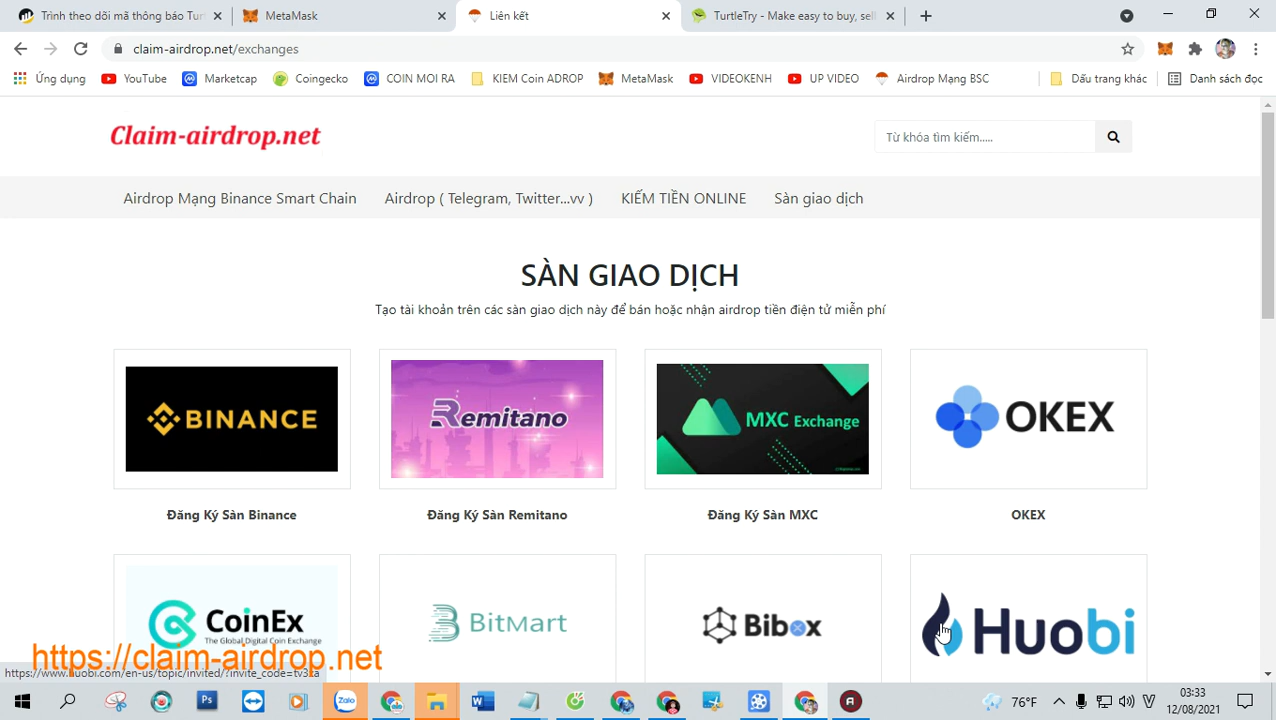 Trình theo dõi mã thông báo Tur
MetaMask
Liên kết
TurtleTry - Make easy to buy, sell
claim-airdrop.net/exchanges
Ứng dụng
YouTube
Marketcap
Coingecko
COIN MOI RA
KIEM Coin ADROP
MetaMask
VIDEOKENH
UP VIDEO
Airdrop Mạng BSC
Dấu trang khác
Danh sách đọc
Claim-airdrop.net
Từ khóa tìm kiếm.....
Airdrop Mạng Binance Smart Chain
Airdrop ( Telegram, Twitter...vv )
KIẾM TIỀN ONLINE
Sàn giao dịch
SÀN GIAO DỊCH
Tạo tài khoản trên các sàn giao dịch này để bán hoặc nhận airdrop tiền điện tử miễn phí
BINANCE
Remitano
MXC Exchange
OKEX
Đăng Ký Sàn Binance
Đăng Ký Sàn Remitano
Đăng Ký Sàn MXC
OKEX
CoinEx
The Global Digital Coin Exchange
BitMart
Bibox
Huobi
https://claim-airdrop.net
Zalo
Ps
76°F
03:33
12/08/2021